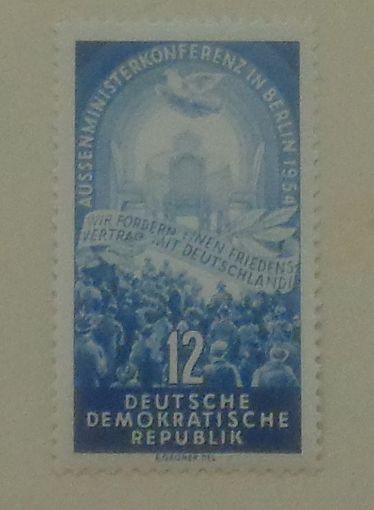 AUSSENMINISTERKONFERENZ IN BERLIN 1954
WIR FORDERN EINEN FRIEDENS
VERTRAG MIT DEUTSCHLAND!
12
DEUTSCHE
DEMOKRATISCHE
REPUBLIK